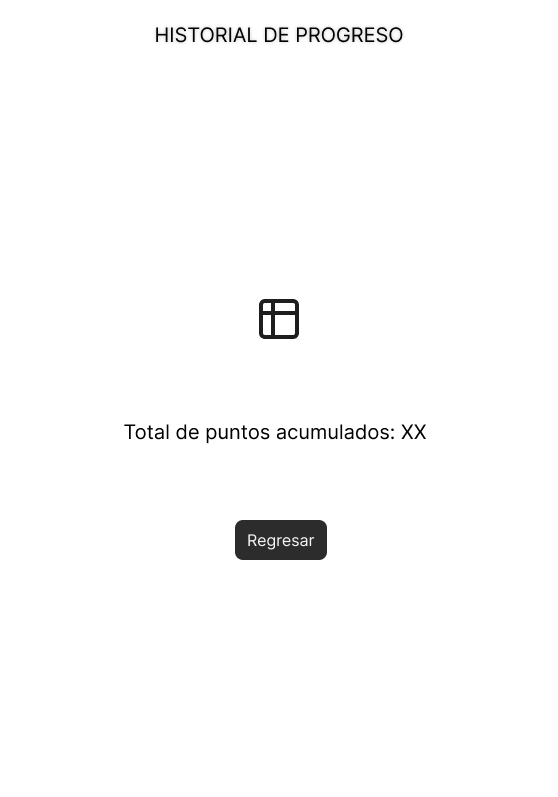 HISTORIAL DE PROGRESO
Total de puntos acumulados: XX
Regresar